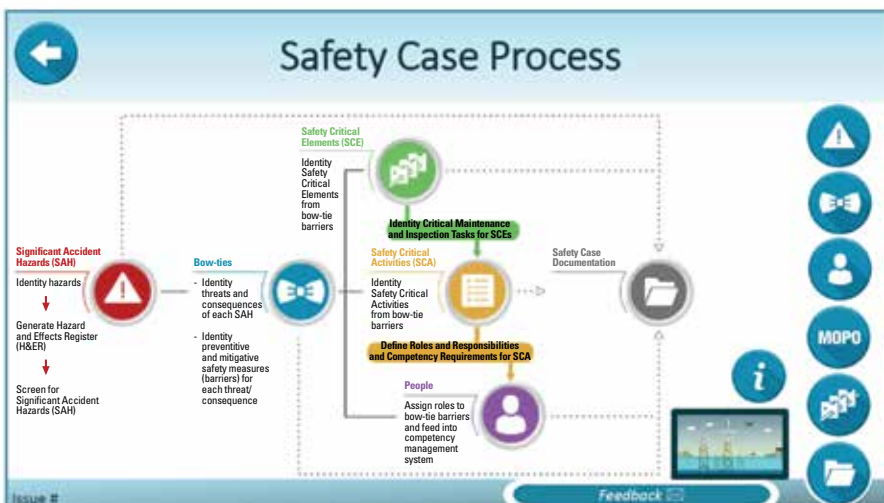 Safety Case Process
Safety Critical
Elements (SCE)
Identity
Safety
Critical
Elements
from
bow-tie
barriers
Identity Critical Maintenance
and Inspection Tasks for SCEs
Significant Accident
Hazards (SAH)
Identity hazards
Generate Hazard
and Effects Register
(H&ER)
Screen for
Significant Accident
Hazards (SAH)
Bow-ties
- Identity
threats and
consequences
of each SAH
- Identity
preventitive
and mitigative
safety measures
(barriers) for
each threat/
consequence
Safety Critical
Activities (SCA)
Identity
Safety Critical
Activities
from bow-tie
barriers
Safety Case
Documentation
Define Roles and Responsibilities
and Competency Requirements for SCA
People
Assign roles to
bow-tie barriers
and feed into
competency
management
system
MOPO
i
Issue #
Feedback